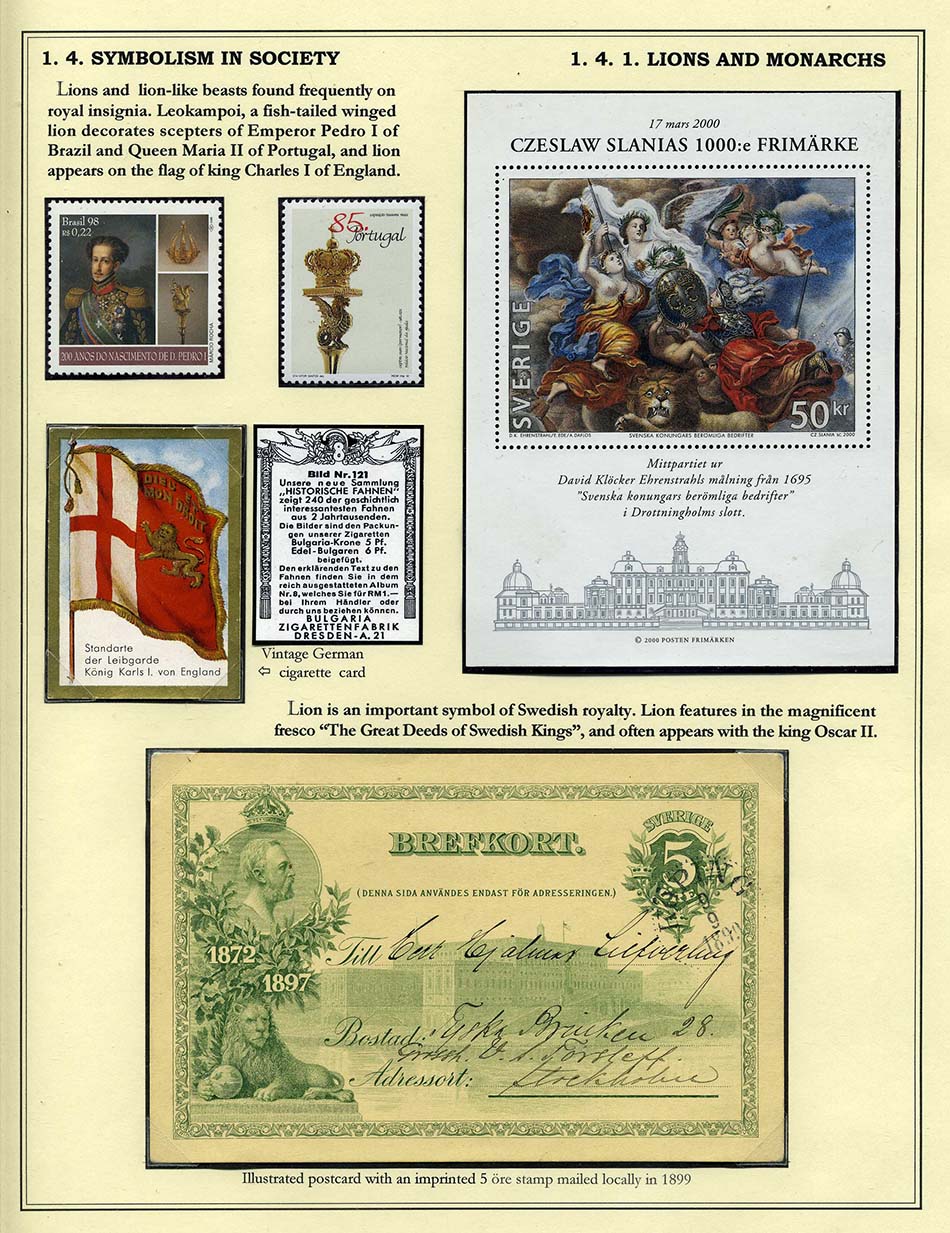 1. 4. SYMBOLISM IN SOCIETY
1. 4. 1. LIONS AND MONARCHS
Lions and lion-like beasts found frequently on
royal insignia. Leokampoi, a fish-tailed winged
lion decorates scepters of Emperor Pedro I of
Brazil and Queen Maria II of Portugal, and lion
appears on the flag of king Charles I of England.
Brasil 98
R$ 0,22
MARCIO ROCHA
200 ANOS DO NASCIMENTO DE D. PEDRO I
85.
Portugal
17 mars 2000
CZESLAW SLANIAS 1000:e FRIMÄRKE
SVERIGE
50 kr
D.K. EHRENSTRAHL/F. EDE/A DAFLOS
SVENSKA KONUNGARS BERÖMLIGA BEDRIFTER
CZ. SLANIA SC. 2000
Mittpartiet ur
David Klöcker Ehrenstrahls målning från 1695
"Svenska konungars berömliga bedrifter"
i Drottningholms slott.
© 2000 POSTEN FRIMÄRKEN
DIEU ET
MON DROIT
Standarte
der Leibgarde
König Karls I. von England
8
Bild Nr. 121
Unsere neue Sammlung
„HISTORISCHE FAHNEN"
zeigt 240 der geschichtlich
interessantesten Fahnen
aus 2 Jahrtausenden.
Die Bilder sind den Packun-
gen unserer Zigaretten
Bulgaria-Krone 5 Pf.
Edel-Bulgaren 6 Pf.
beigefügt.
Den erklärenden Text zu den
Fahnen finden Sie in dem
reich ausgestatteten Album
Nr. 8, welches Sie für RM 1.—
bei Ihrem Händler oder
durch uns beziehen können.
BULGARIA
ZIGARETTENFABRIK
DRESDEN-A. 21
Vintage German
⇦ cigarette card
Lion is an important symbol of Swedish royalty. Lion features in the magnificent
fresco “The Great Deeds of Swedish Kings”, and often appears with the king Oscar II.
BREFKORT.
SVERIGE
5
(DENNA SIDA ANVÄNDES ENDAST FÖR ADRESSERINGEN.)
1872
1897
Till Herr Hjalmar
Bostad: Tyska Brinken 28.
Adressort: Stockholm
Illustrated postcard with an imprinted 5 öre stamp mailed locally in 1899